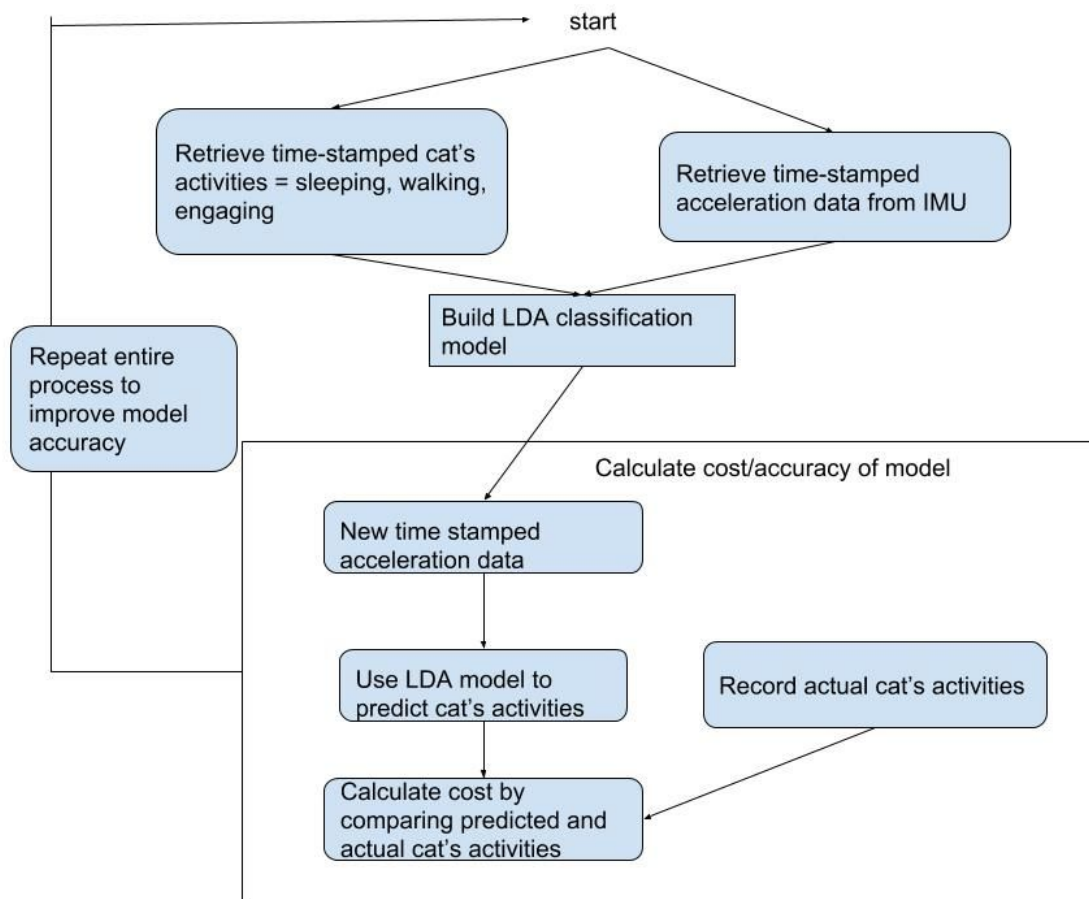 start
Retrieve time-stamped cat's
activities = sleeping, walking,
engaging
Retrieve time-stamped
acceleration data from IMU
Build LDA classification
model
Repeat entire
process to
improve model
accuracy
Calculate cost/accuracy of model
New time stamped
acceleration data
Use LDA model to
predict cat's activities
Record actual cat's activities
Calculate cost by
comparing predicted and
actual cat's activities